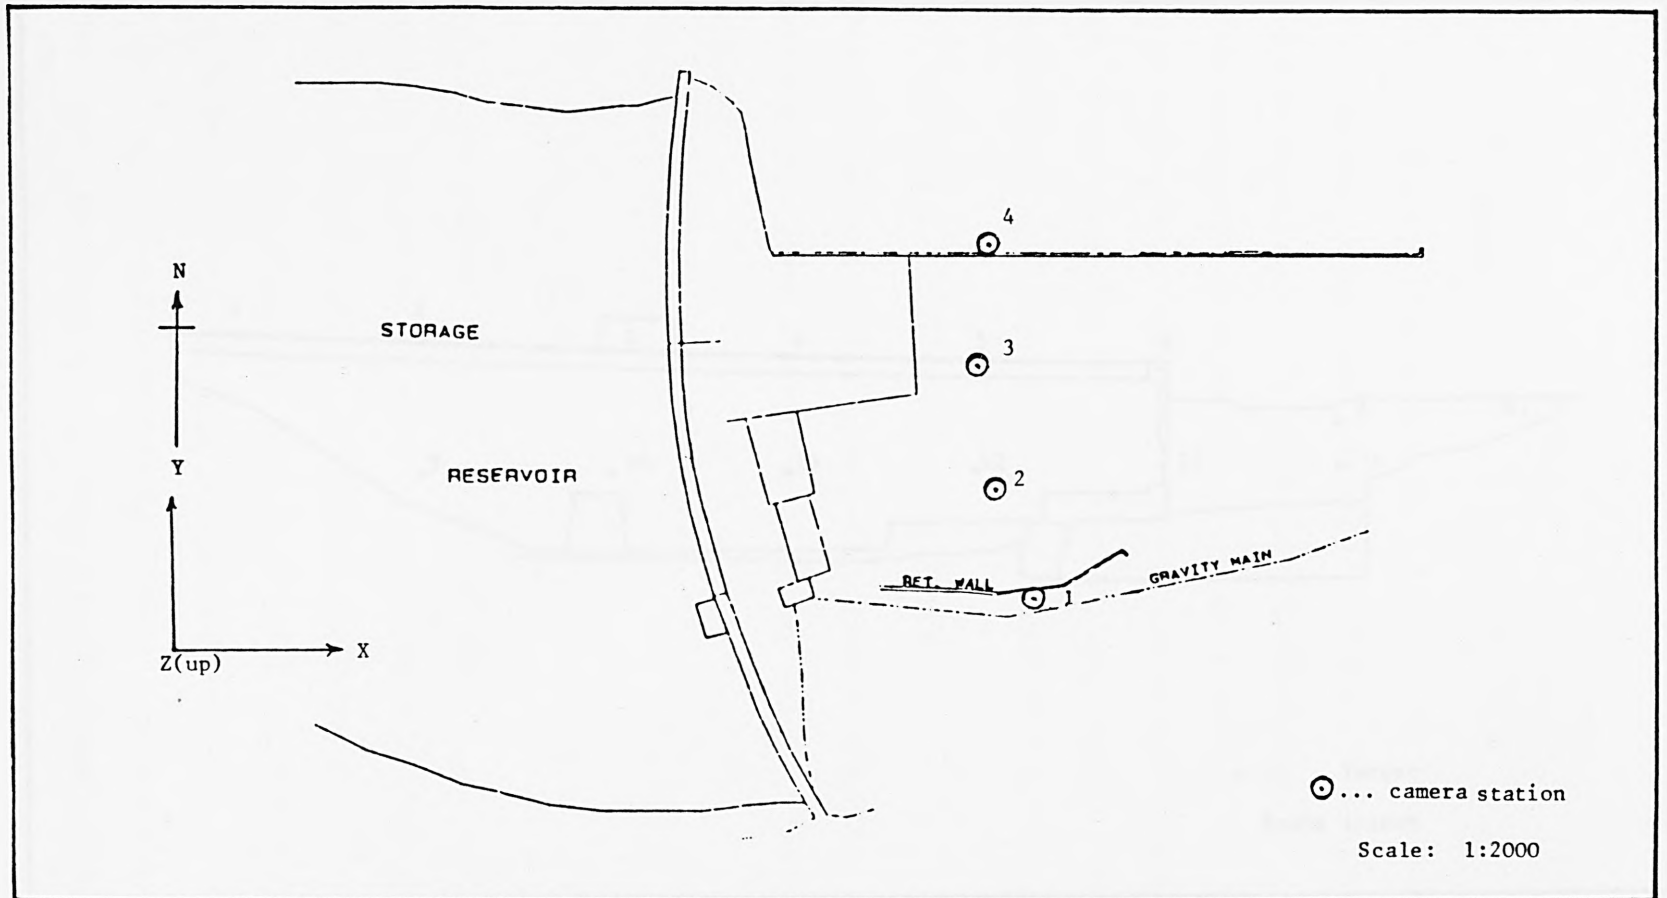 4
N
STORAGE
3
Y
RESERVOIR
2
RET. WALL
GRAVITY MAIN
1
X
Z(up)
... camera station
Scale: 1:2000